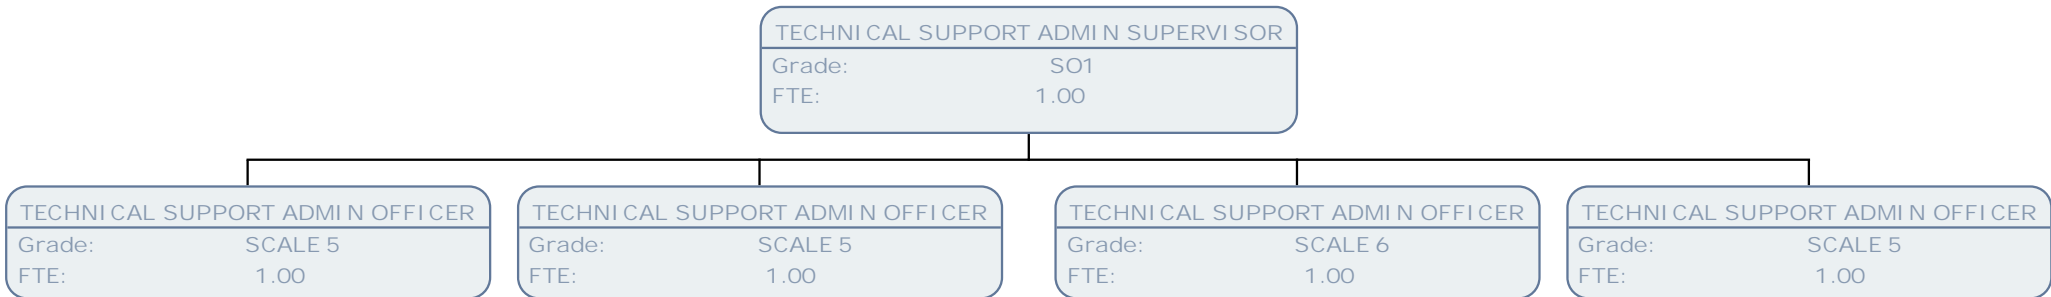 TECHNICAL SUPPORT ADMIN SUPERVISOR
Grade: SO1
FTE: 1.00
TECHNICAL SUPPORT ADMIN OFFICER
Grade: SCALE 5
FTE: 1.00
TECHNICAL SUPPORT ADMIN OFFICER
Grade: SCALE 5
FTE: 1.00
TECHNICAL SUPPORT ADMIN OFFICER
Grade: SCALE 6
FTE: 1.00
TECHNICAL SUPPORT ADMIN OFFICER
Grade: SCALE 5
FTE: 1.00